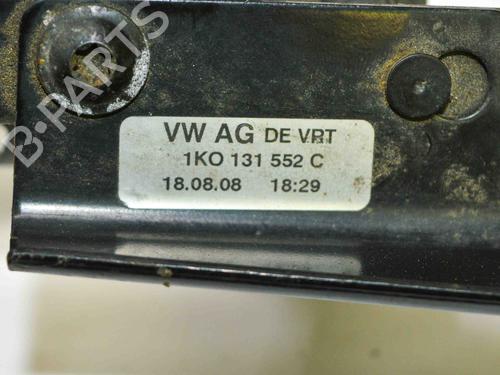 B-PARTS
VW AG DE VRT
1KO 131 552 C
18.08.08 18:29